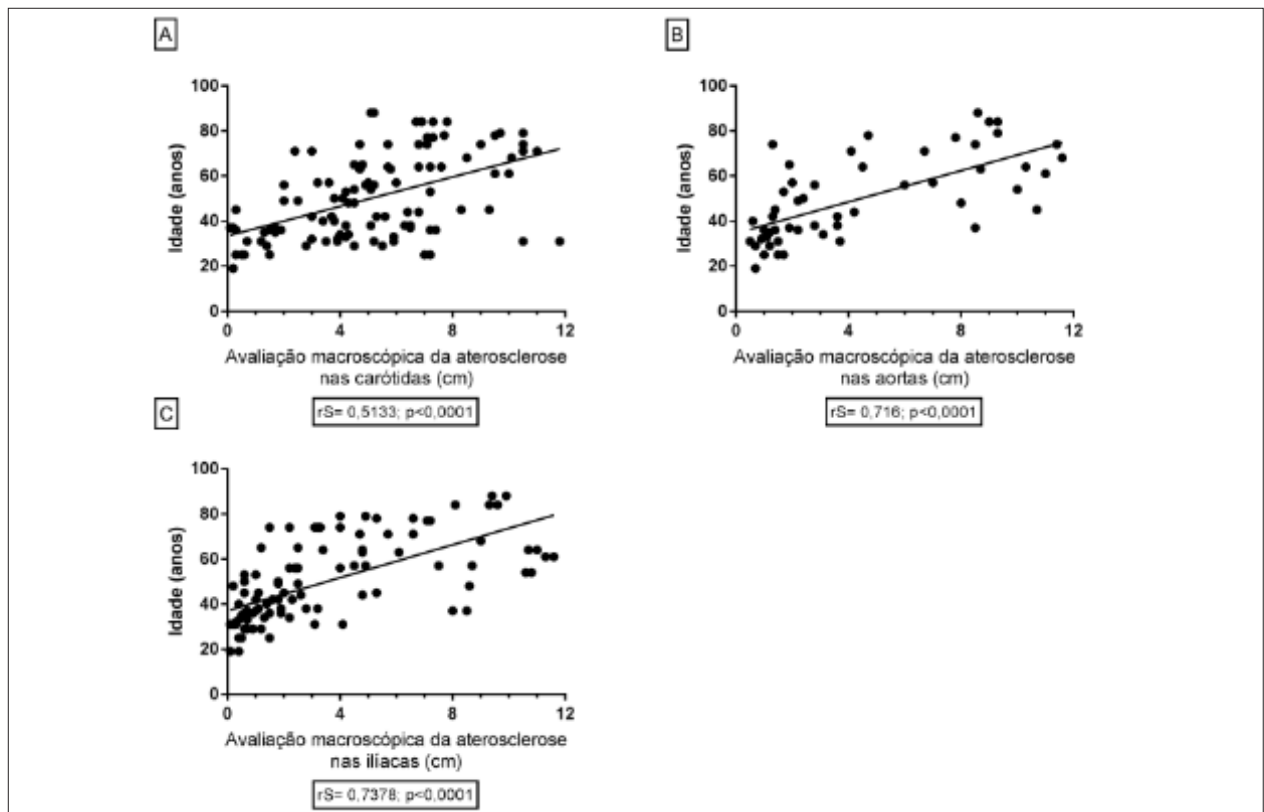 A
100
80
60
40
20
0
Idade (anos)
0 4 8 12
Avaliação macroscópica da aterosclerose
nas carótidas (cm)
rS= 0,5133; p<0,0001
B
100
80
60
40
20
0
Idade (anos)
0 4 8 12
Avaliação macroscópica da aterosclerose
nas aortas (cm)
rS= 0,716; p<0,0001
C
100
80
60
40
20
0
Idade (anos)
0 4 8 12
Avaliação macroscópica da aterosclerose
nas ilíacas (cm)
rS= 0,7378; p<0,0001